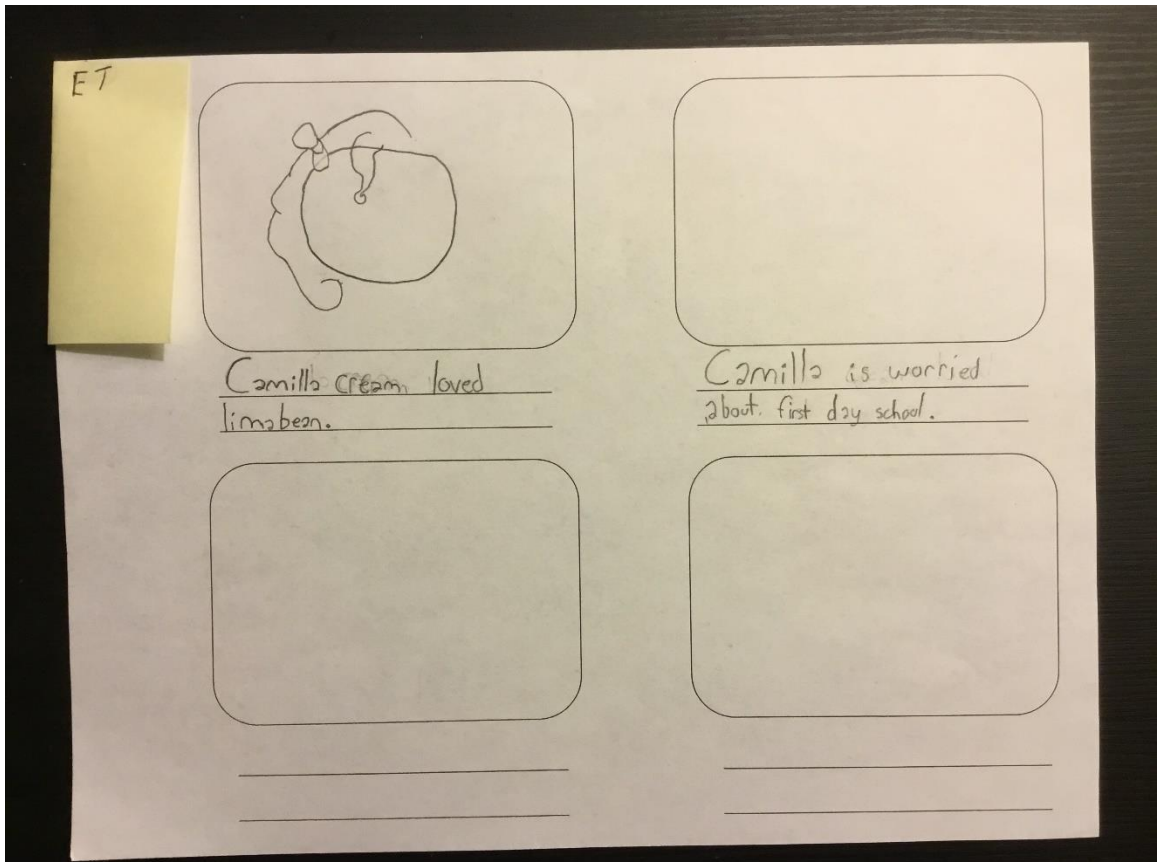 ET
Camilla cream loved
limabean.
Camilla is worried
about. first day school.